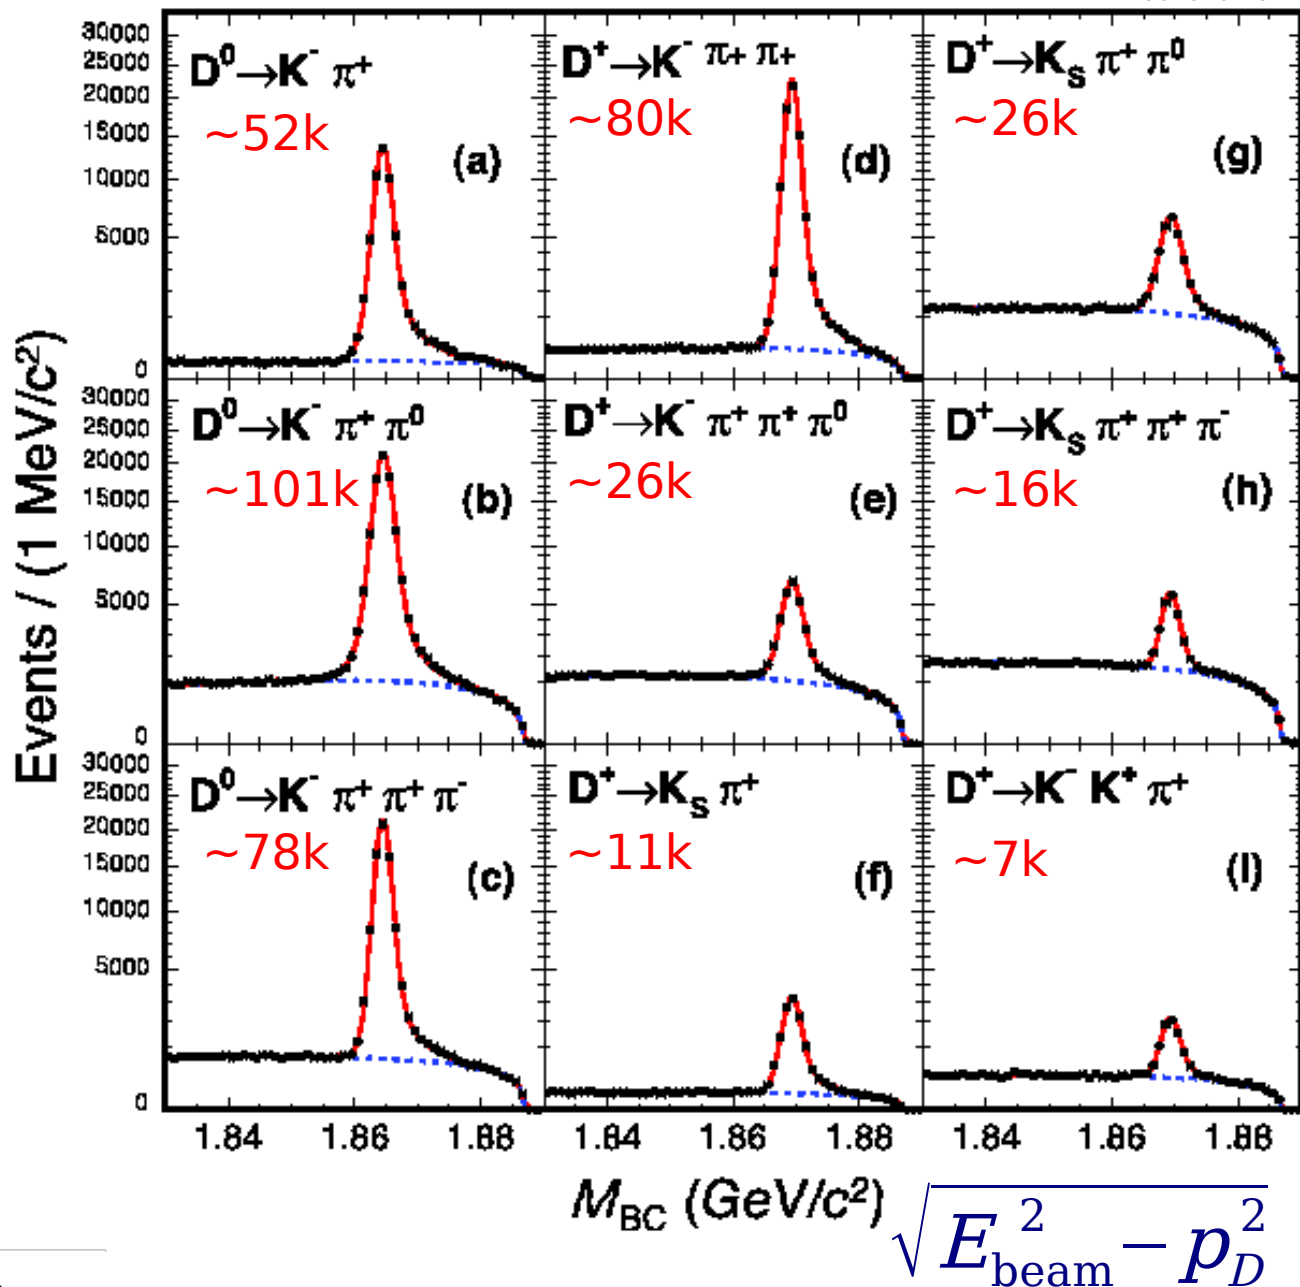 D⁰→K⁻ π⁺
~52k
(a)
D⁺→K⁻ π+ π+
~80k
(d)
D⁺→K_S π⁺ π⁰
~26k
(g)
30000
25000
20000
15000
10000
5000
0
D⁰→K⁻ π⁺ π⁰
~101k
(b)
D⁺→K⁻ π⁺ π⁺ π⁰
~26k
(e)
D⁺→K_S π⁺ π⁺ π⁻
~16k
(h)
30000
25000
20000
15000
10000
5000
0
D⁰→K⁻ π⁺ π⁺ π⁻
~78k
(c)
D⁺→K_S π⁺
~11k
(f)
D⁺→K⁻ K⁺ π⁺
~7k
(I)
30000
25000
20000
15000
10000
5000
0
Events / (1 MeV/c²)
1.84 1.86 1.88 1.84 1.86 1.88 1.84 1.86 1.88
M_BC (GeV/c²)
√(E_beam² − p_D²)